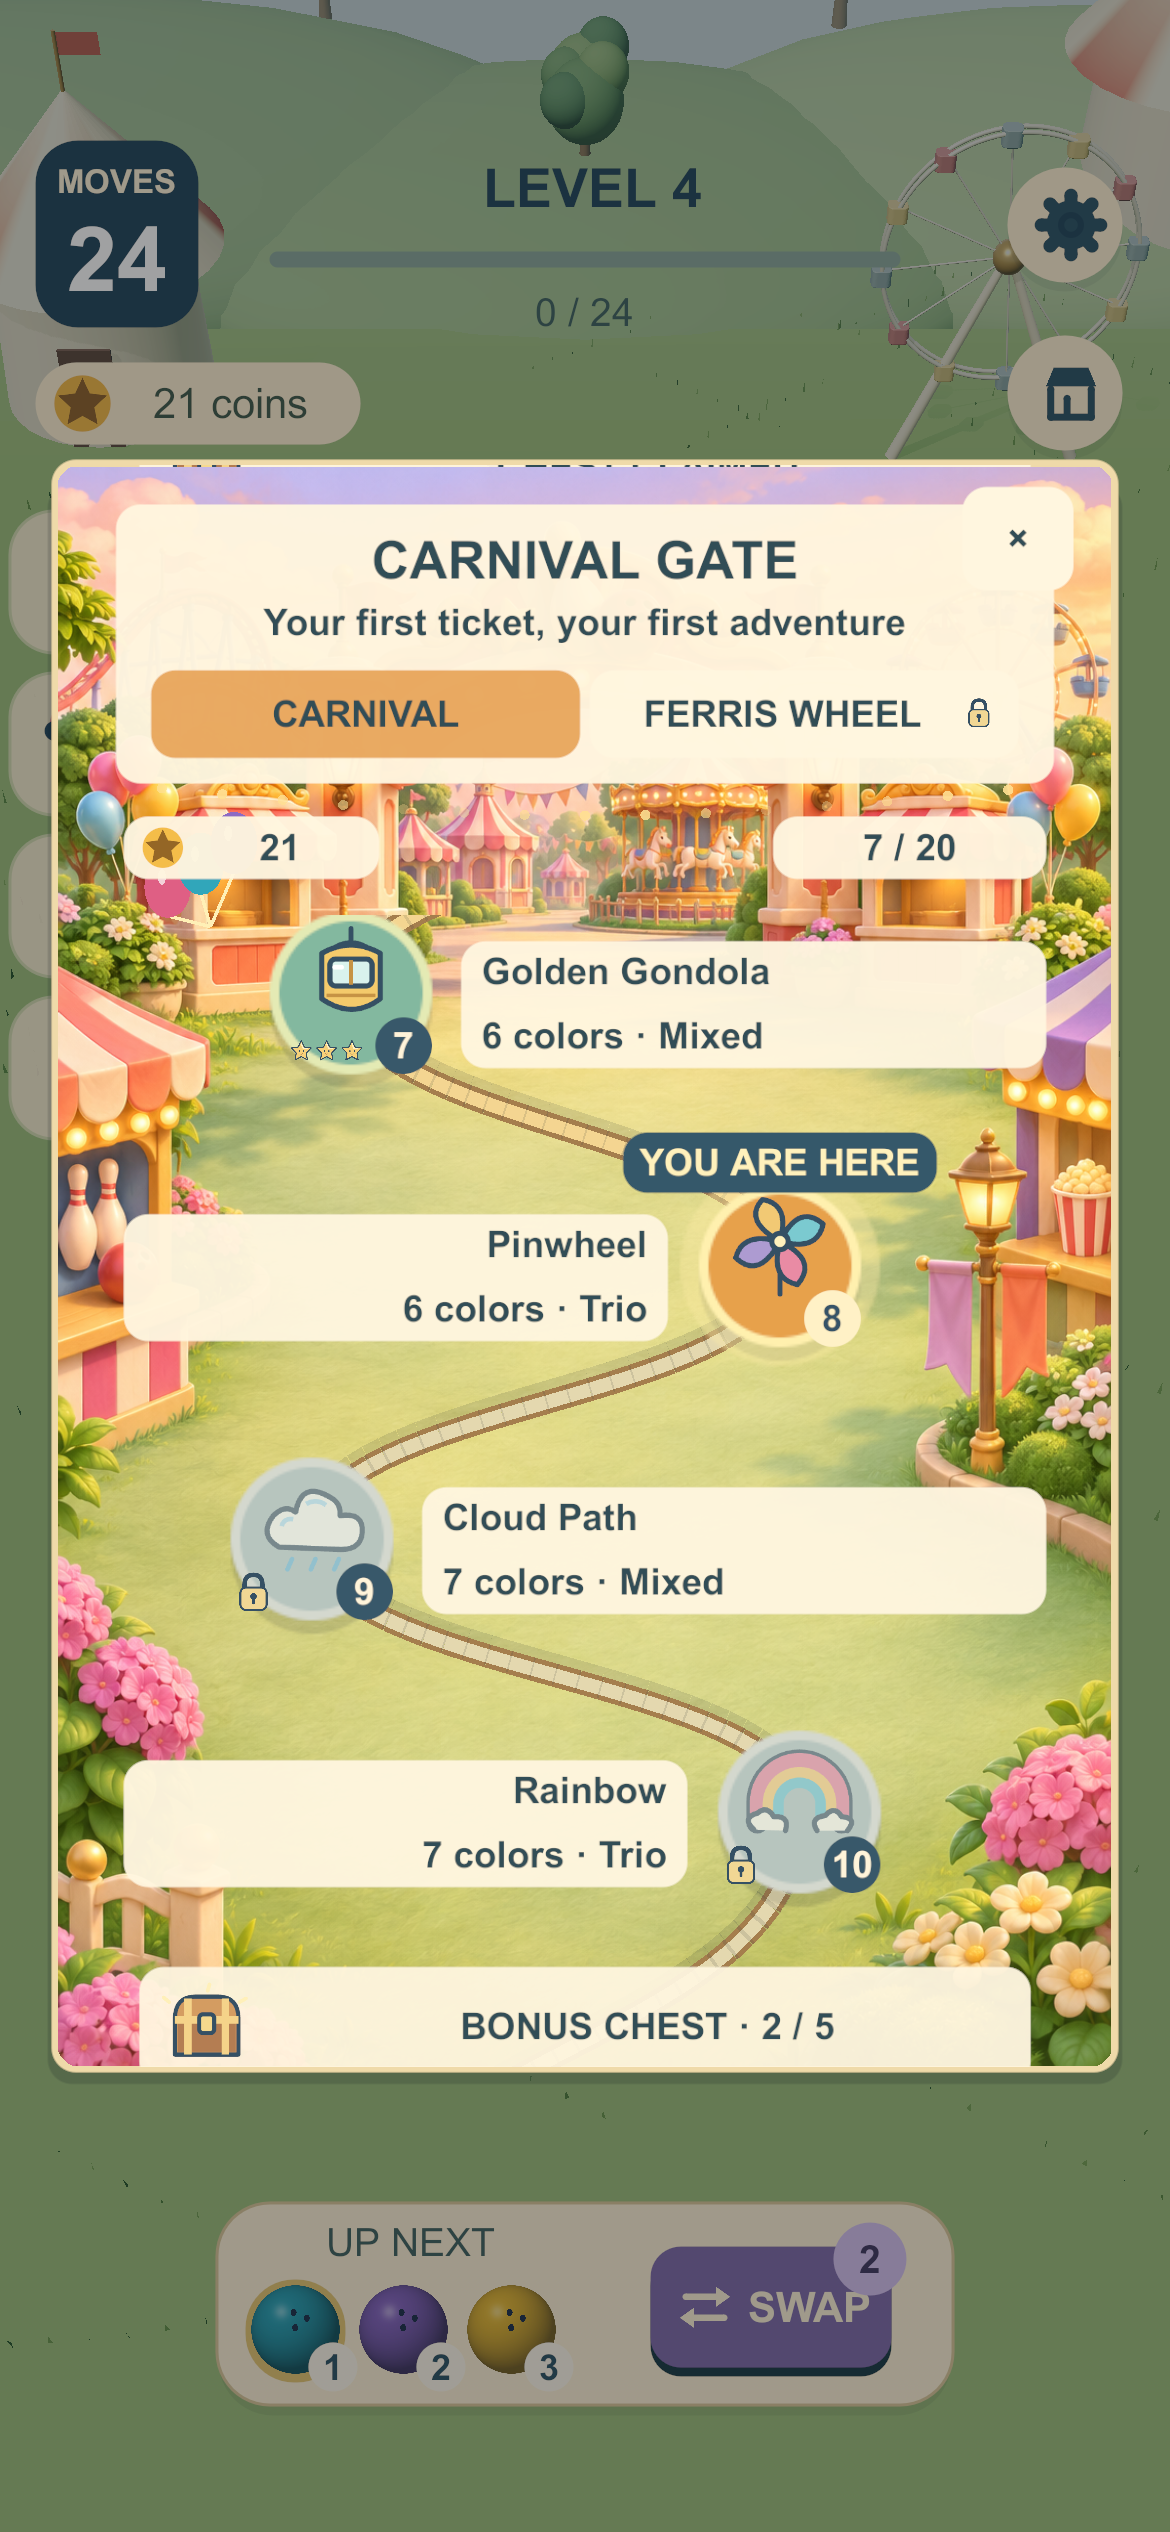 MOVES
24
LEVEL 4
0 / 24
21 coins
CARNIVAL GATE
×
Your first ticket, your first adventure
CARNIVAL
FERRIS WHEEL
21
7 / 20
Golden Gondola
6 colors · Mixed
7
YOU ARE HERE
Pinwheel
6 colors · Trio
8
Cloud Path
7 colors · Mixed
9
Rainbow
7 colors · Trio
10
BONUS CHEST · 2 / 5
UP NEXT
1
2
3
SWAP
2